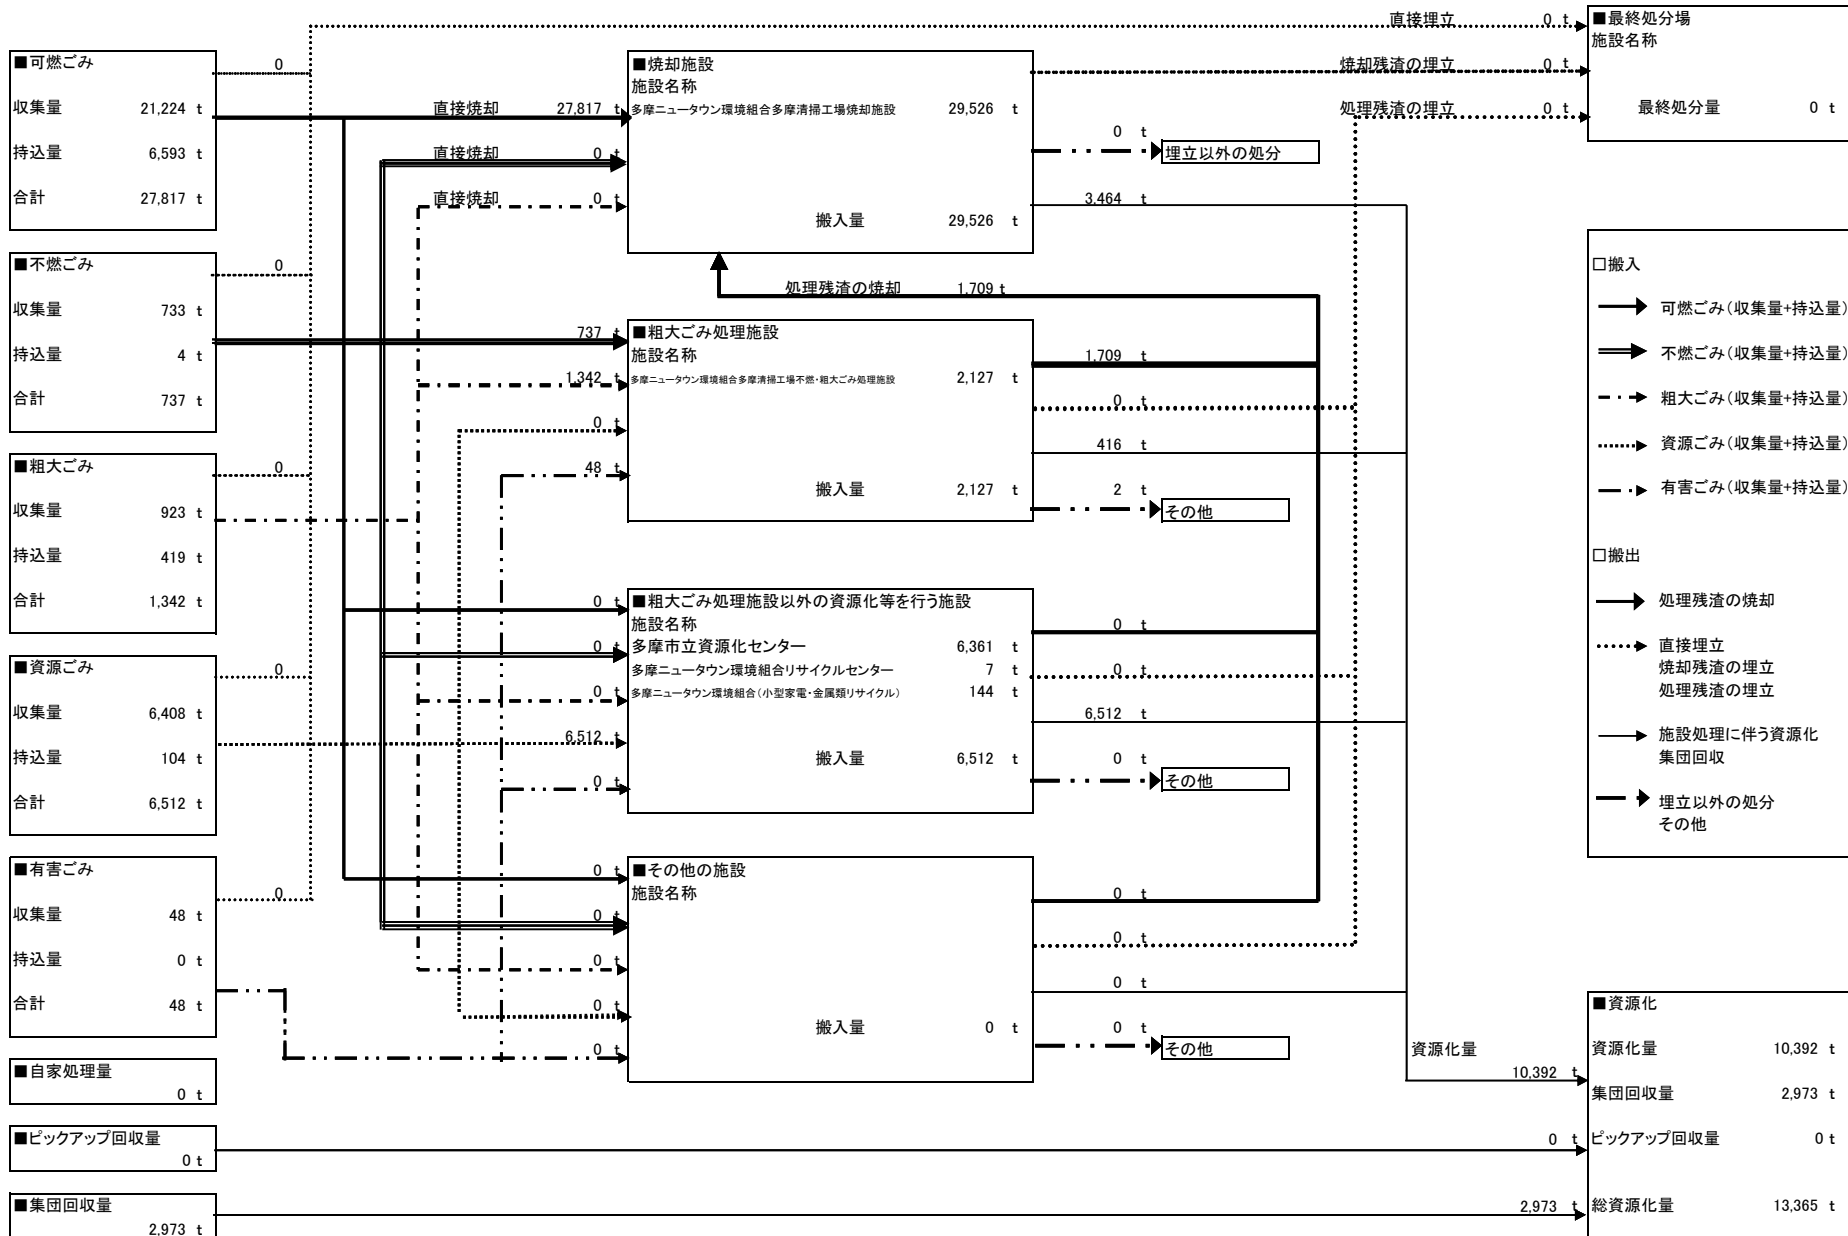 ■可燃ごみ
収集量 21,224 t
持込量 6,593 t
合計 27,817 t
0
■不燃ごみ
収集量 733 t
持込量 4 t
合計 737 t
0
■粗大ごみ
収集量 923 t
持込量 419 t
合計 1,342 t
0
■資源ごみ
収集量 6,408 t
持込量 104 t
合計 6,512 t
0
■有害ごみ
収集量 48 t
持込量 0 t
合計 48 t
0
■自家処理量
0 t
■ピックアップ回収量
0 t
■集団回収量
2,973 t
直接焼却 27,817 t
直接焼却 0 t
直接焼却 0 t
■焼却施設
施設名称
多摩ニュータウン環境組合多摩清掃工場焼却施設 29,526 t
搬入量 29,526 t
0 t
埋立以外の処分
3,464 t
処理残渣の焼却 1,709 t
737 t
1,342 t
0 t
48 t
■粗大ごみ処理施設
施設名称
多摩ニュータウン環境組合多摩清掃工場不燃・粗大ごみ処理施設 2,127 t
搬入量 2,127 t
1,709 t
0 t
416 t
2 t
その他
0 t
0 t
0 t
6,512 t
0 t
■粗大ごみ処理施設以外の資源化等を行う施設
施設名称
多摩市立資源化センター 6,361 t
多摩ニュータウン環境組合リサイクルセンター 7 t
多摩ニュータウン環境組合(小型家電・金属類リサイクル) 144 t
搬入量 6,512 t
0 t
0 t
6,512 t
0 t
その他
0 t
0 t
0 t
0 t
0 t
■その他の施設
施設名称
搬入量 0 t
0 t
0 t
0 t
0 t
その他
直接埋立 0 t
焼却残渣の埋立 0 t
処理残渣の埋立 0 t
■最終処分場
施設名称
最終処分量 0 t
□搬入
可燃ごみ(収集量+持込量)
不燃ごみ(収集量+持込量)
粗大ごみ(収集量+持込量)
資源ごみ(収集量+持込量)
有害ごみ(収集量+持込量)
□搬出
処理残渣の焼却
直接埋立
焼却残渣の埋立
処理残渣の埋立
施設処理に伴う資源化
集団回収
埋立以外の処分
その他
資源化量
10,392 t
0 t
2,973 t
■資源化
資源化量 10,392 t
集団回収量 2,973 t
ピックアップ回収量 0 t
総資源化量 13,365 t